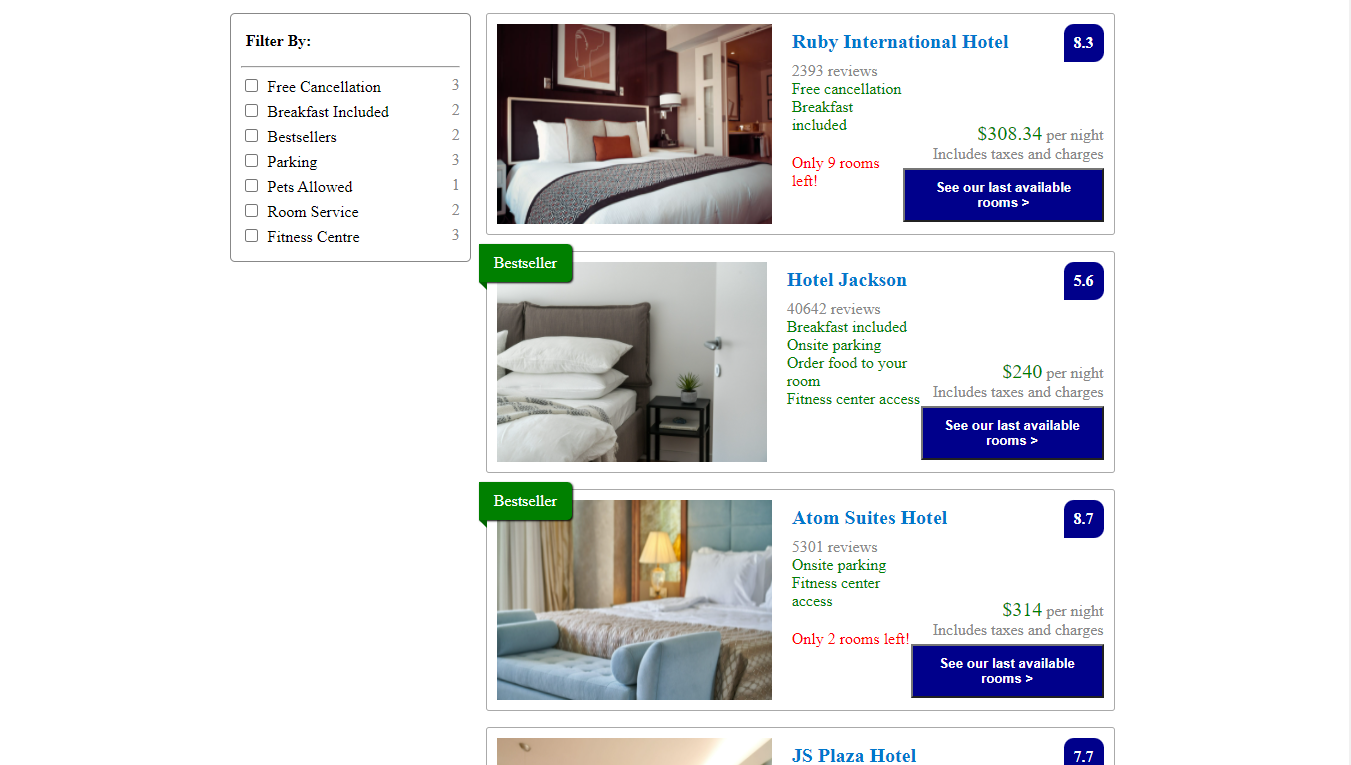 Filter By:
Free Cancellation 3
Breakfast Included 2
Bestsellers 2
Parking 3
Pets Allowed 1
Room Service 2
Fitness Centre 3
Ruby International Hotel
8.3
2393 reviews
Free cancellation
Breakfast
included
Only 9 rooms
left!
$308.34 per night
Includes taxes and charges
See our last available
rooms >
Bestseller
Hotel Jackson
5.6
40642 reviews
Breakfast included
Onsite parking
Order food to your
room
Fitness center access
$240 per night
Includes taxes and charges
See our last available
rooms >
Bestseller
Atom Suites Hotel
8.7
5301 reviews
Onsite parking
Fitness center
access
Only 2 rooms left!
$314 per night
Includes taxes and charges
See our last available
rooms >
JS Plaza Hotel
7.7